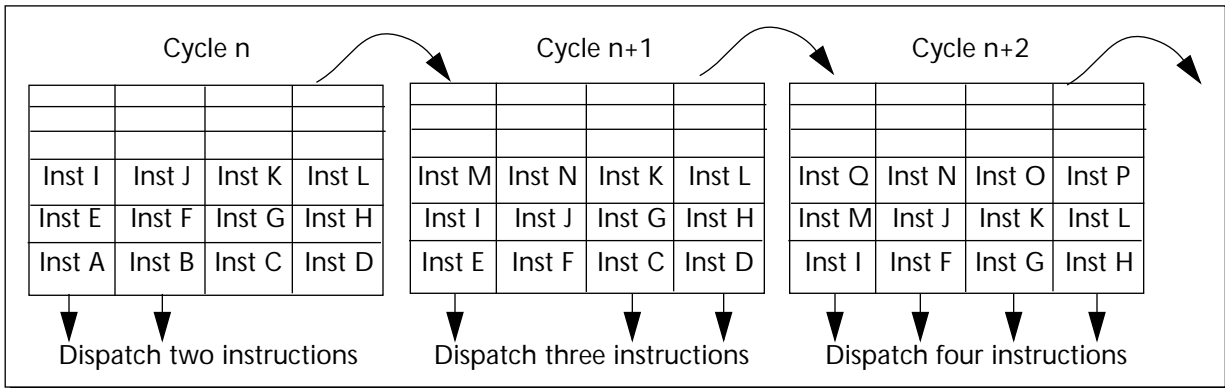 Cycle n
Cycle n+1
Cycle n+2
Inst I Inst J Inst K Inst L
Inst E Inst F Inst G Inst H
Inst A Inst B Inst C Inst D
Dispatch two instructions
Inst M Inst N Inst K Inst L
Inst I Inst J Inst G Inst H
Inst E Inst F Inst C Inst D
Dispatch three instructions
Inst Q Inst N Inst O Inst P
Inst M Inst J Inst K Inst L
Inst I Inst F Inst G Inst H
Dispatch four instructions